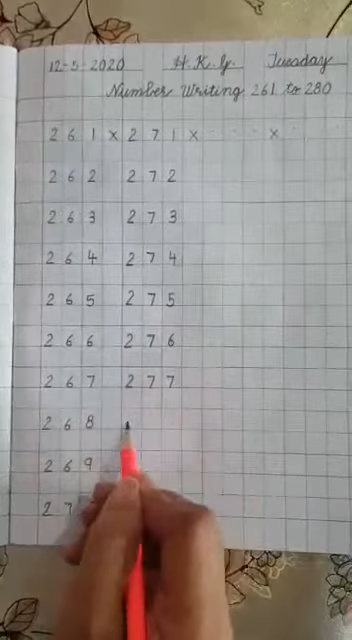 12-5-2020 H.K.G. Tuesday
Number Writing 261 to 280
2 6 1 x 2 7 1 x x
2 6 2 2 7 2
2 6 3 2 7 3
2 6 4 2 7 4
2 6 5 2 7 5
2 6 6 2 7 6
2 6 7 2 7 7
2 6 8
2 6 9
2 7